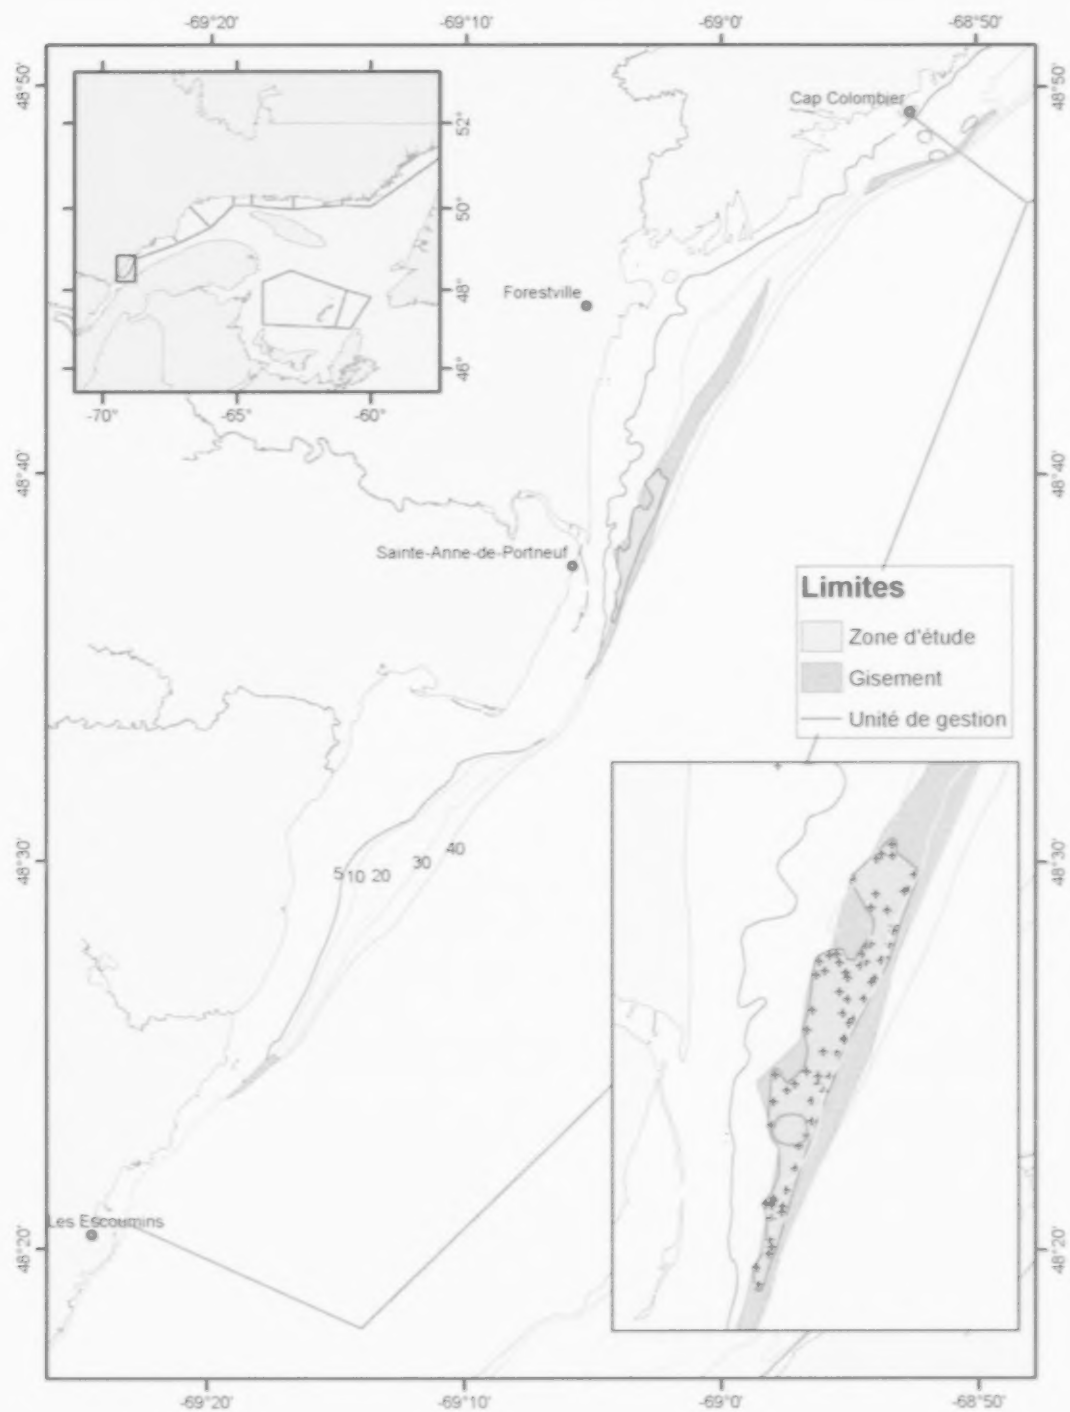 -69°20' -69°10' -69°0' -68°50'
48°50' 48°50'
Cap Colombier
52°
50°
48°
46°
-70° -65° -60°
Forestville
48°40' 48°40'
Sainte-Anne-de-Portneuf
Limites
Zone d'étude
Gisement
Unité de gestion
48°30' 48°30'
5 10 20 30 40
Les Escoumins
48°20' 48°20'
-69°20' -69°10' -69°0' -68°50'